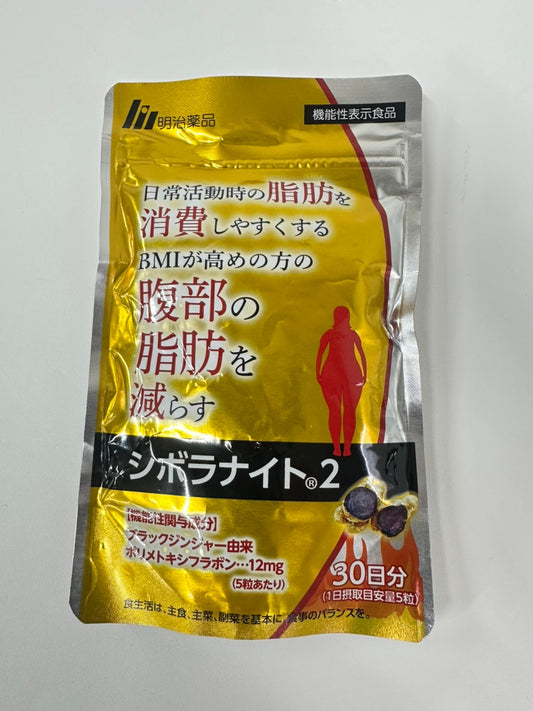 明治薬品
機能性表示食品
日常活動時の脂肪を
消費しやすくする
BMIが高めの方の
腹部の
脂肪を
減らす
シボラナイト®2
【機能性関与成分】
ブラックジンジャー由来
ポリメトキシフラボン…12mg
(5粒あたり)
30日分
(1日摂取目安量5粒)
食生活は、主食、主菜、副菜を基本に、食事のバランスを。